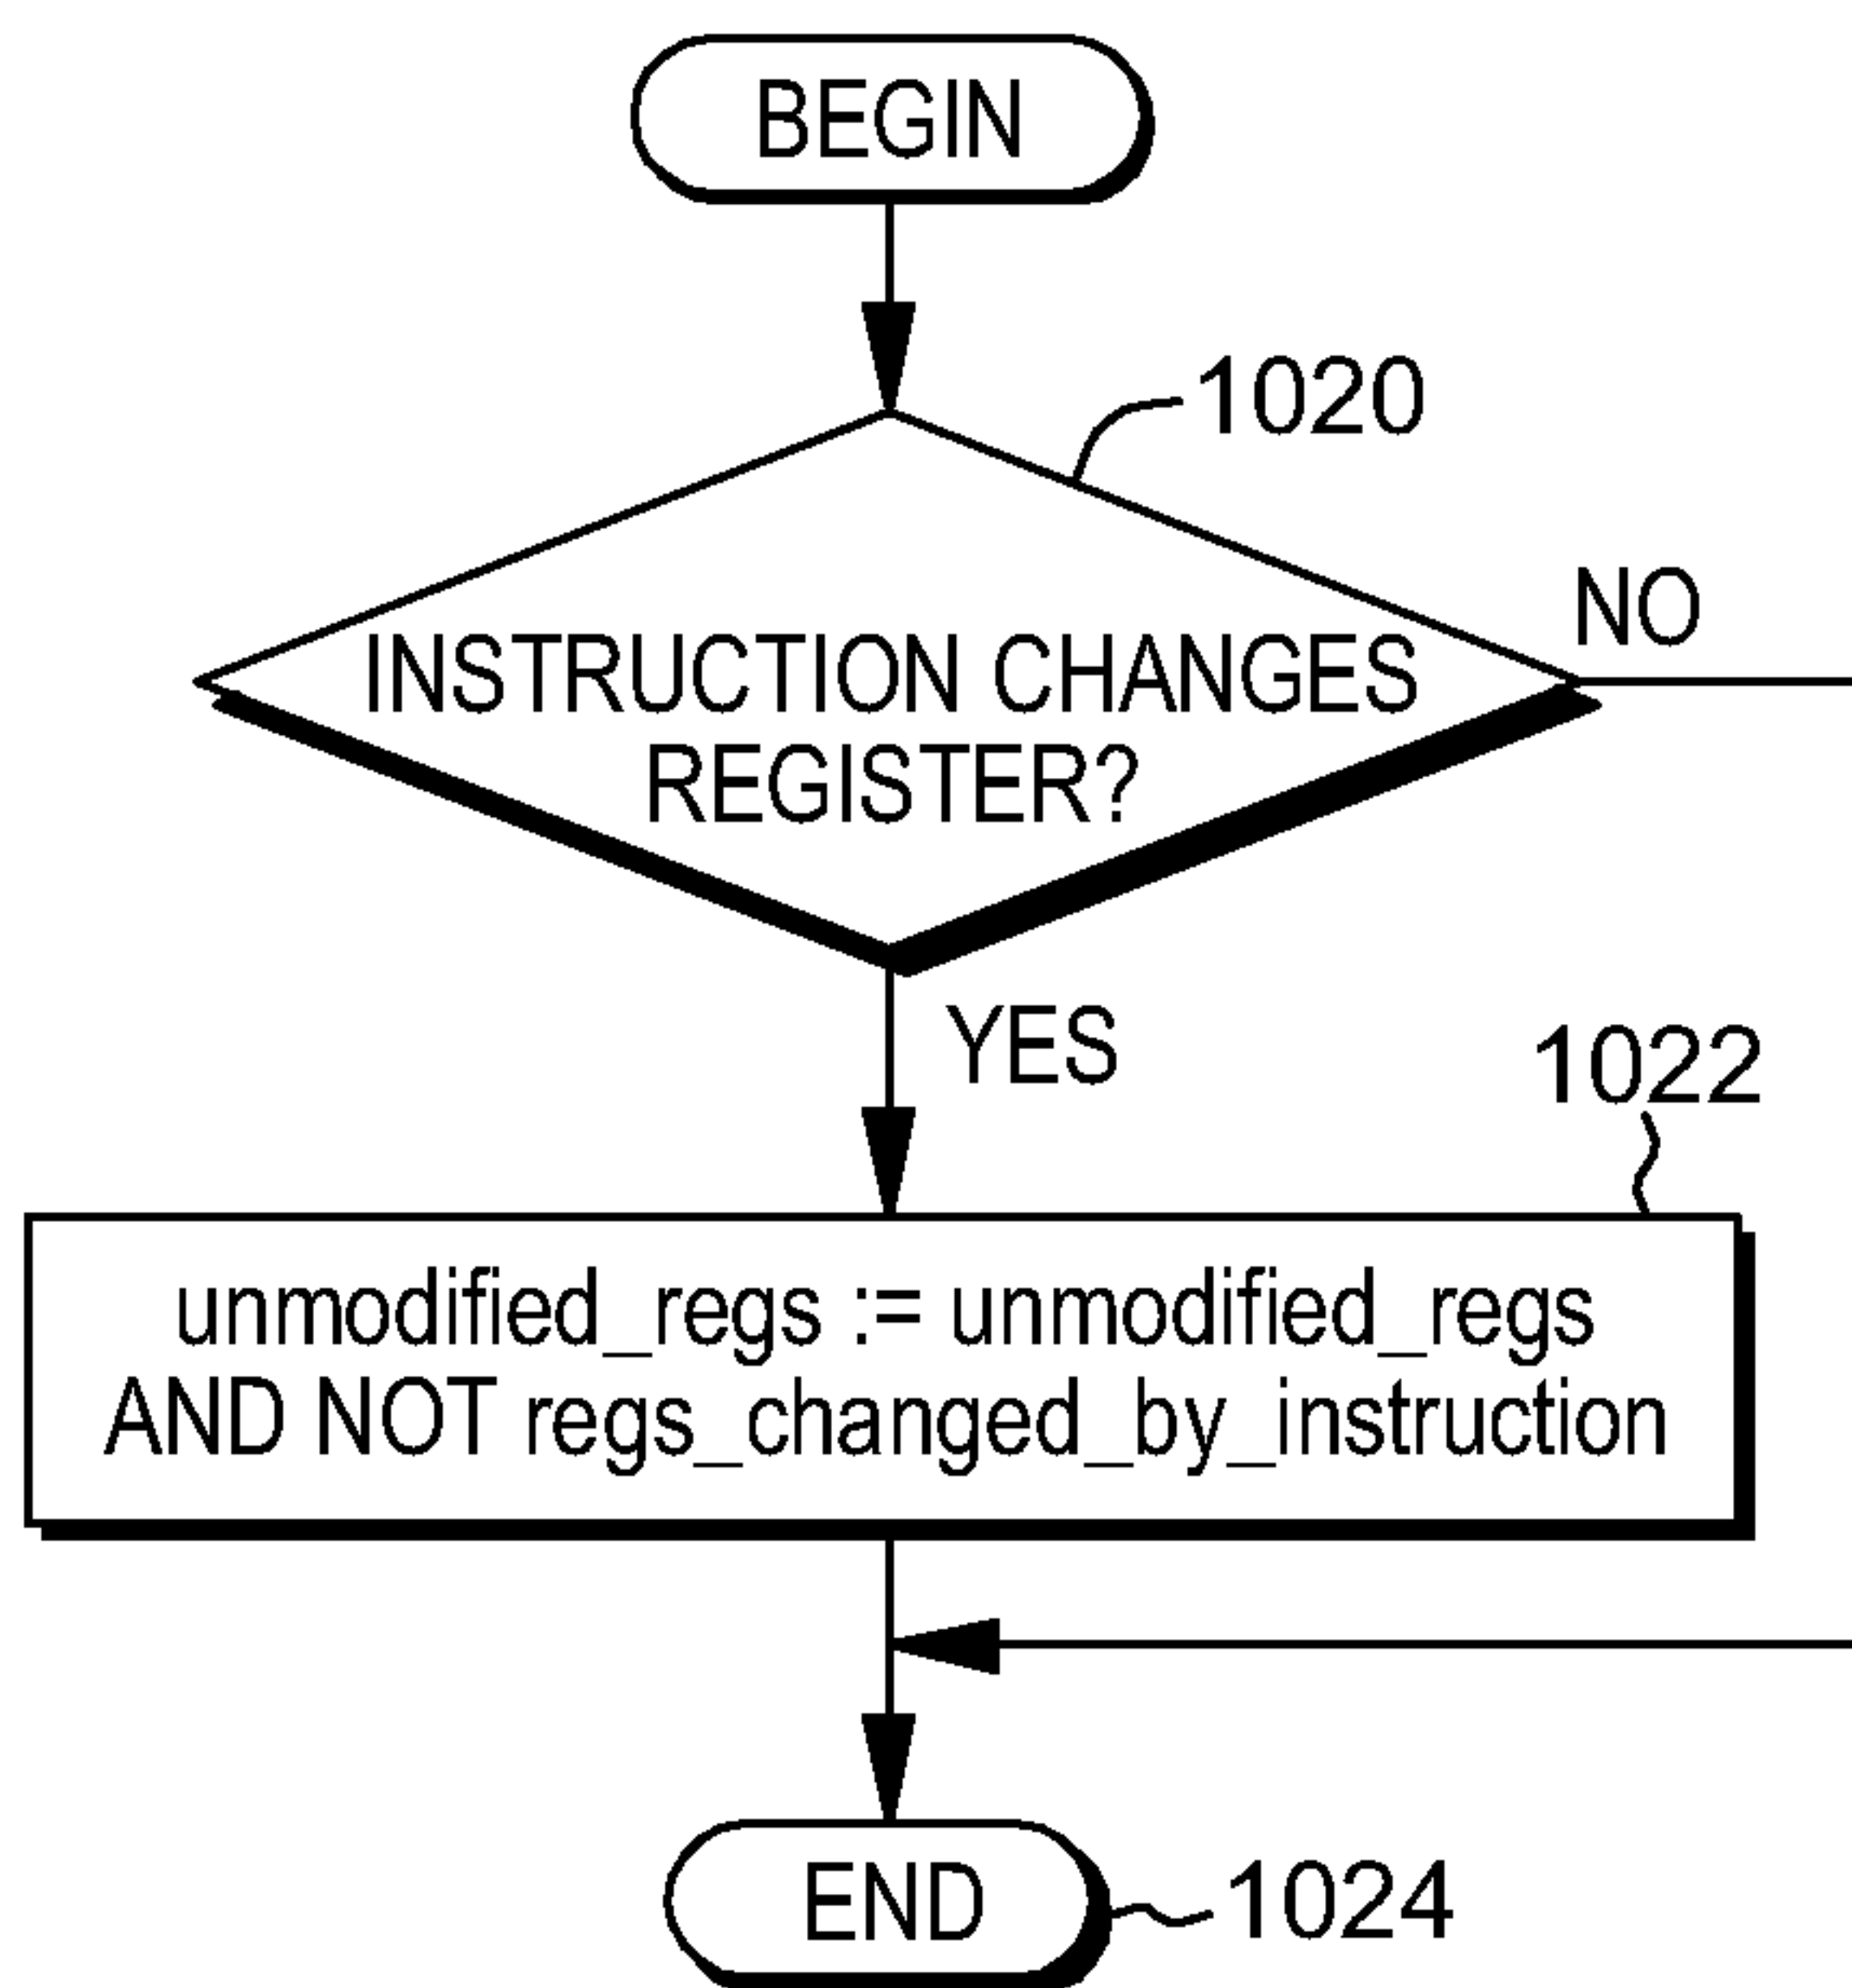 BEGIN
1020
INSTRUCTION CHANGES
REGISTER?
NO
YES
1022
unmodified_regs := unmodified_regs
AND NOT regs_changed_by_instruction
END
1024